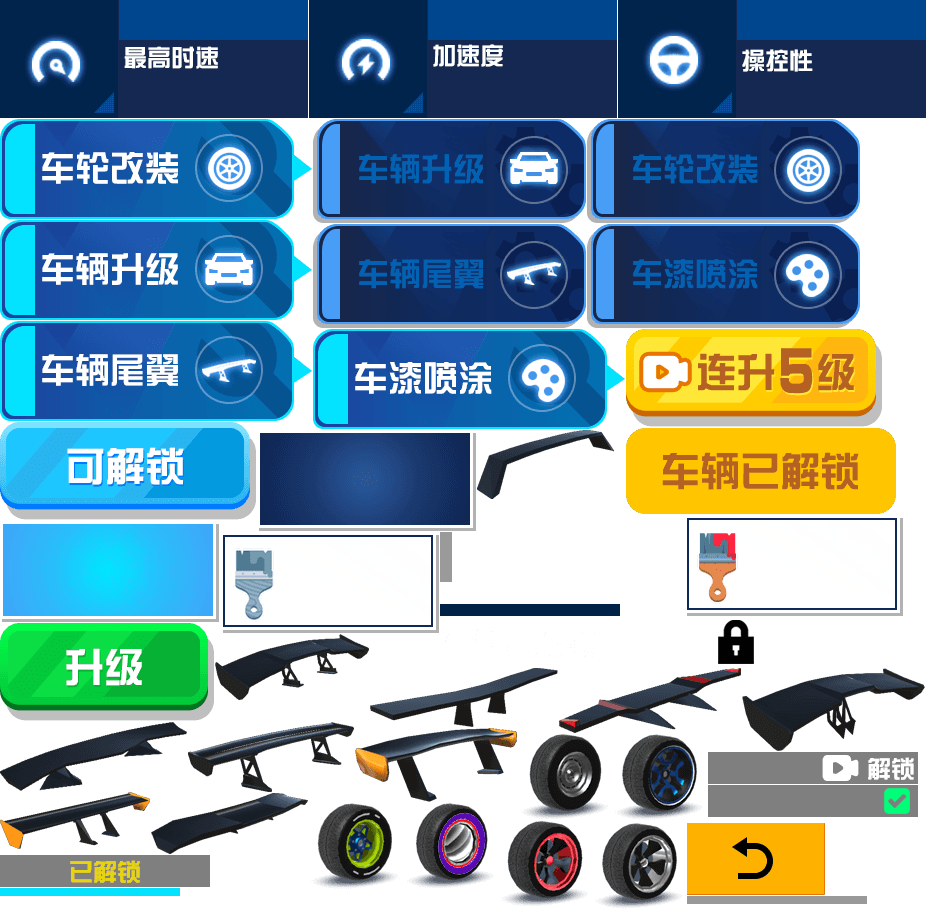 最高时速
加速度
操控性
车轮改装
车辆升级
车轮改装
车辆升级
车辆尾翼
车漆喷涂
车辆尾翼
车漆喷涂
连升5级
可解锁
车辆已解锁
升级
解锁
已解锁